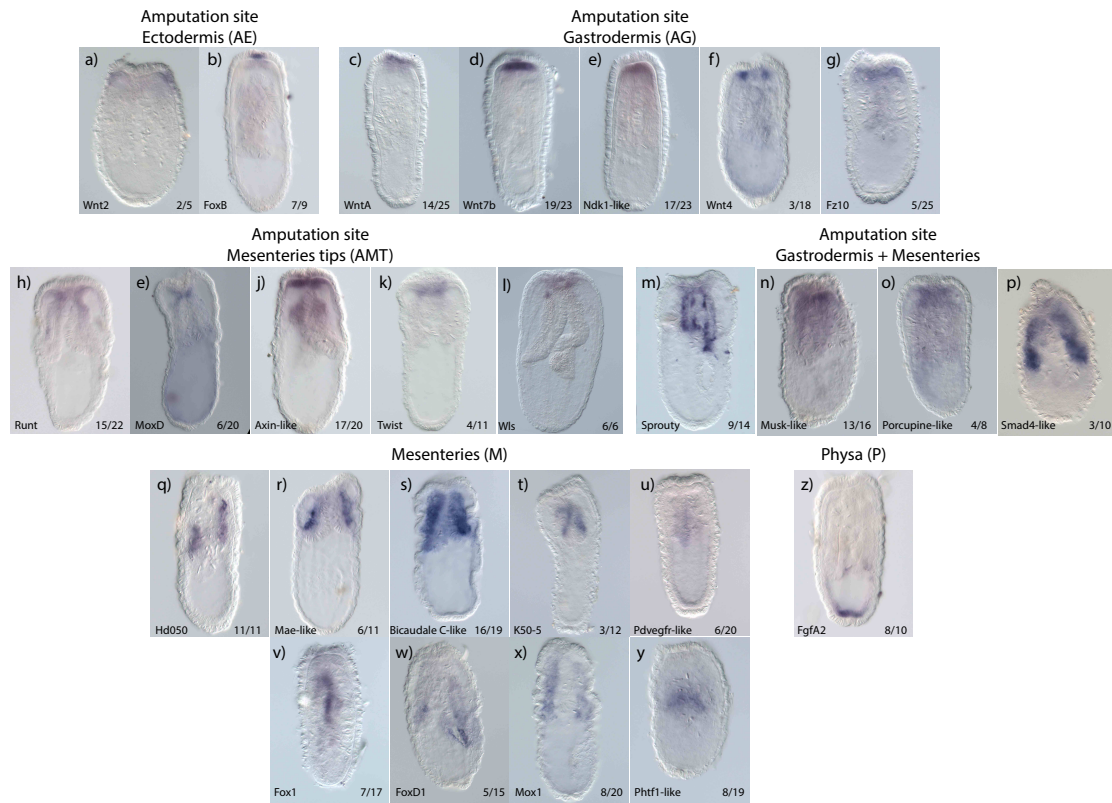 Amputation site
Ectodermis (AE)
Amputation site
Gastrodermis (AG)
a) b) c) d) e) f) g)
Wnt2 2/5 FoxB 7/9 WntA 14/25 Wnt7b 19/23 Ndk1-like 17/23 Wnt4 3/18 Fz10 5/25
Amputation site
Mesenteries tips (AMT)
Amputation site
Gastrodermis + Mesenteries
h) e) j) k) l) m) n) o) p)
Runt 15/22 MoxD 6/20 Axin-like 17/20 Twist 4/11 Wls 6/6 Sprouty 9/14 Musk-like 13/16 Porcupine-like 4/8 Smad4-like 3/10
Mesenteries (M) Physa (P)
q) r) s) t) u) z)
Hd050 11/11 Mae-like 6/11 Bicaudale C-like 16/19 K50-5 3/12 Pdvegfr-like 6/20 FgfA2 8/10
v) w) x) y
Fox1 7/17 FoxD1 5/15 Mox1 8/20 Phtf1-like 8/19